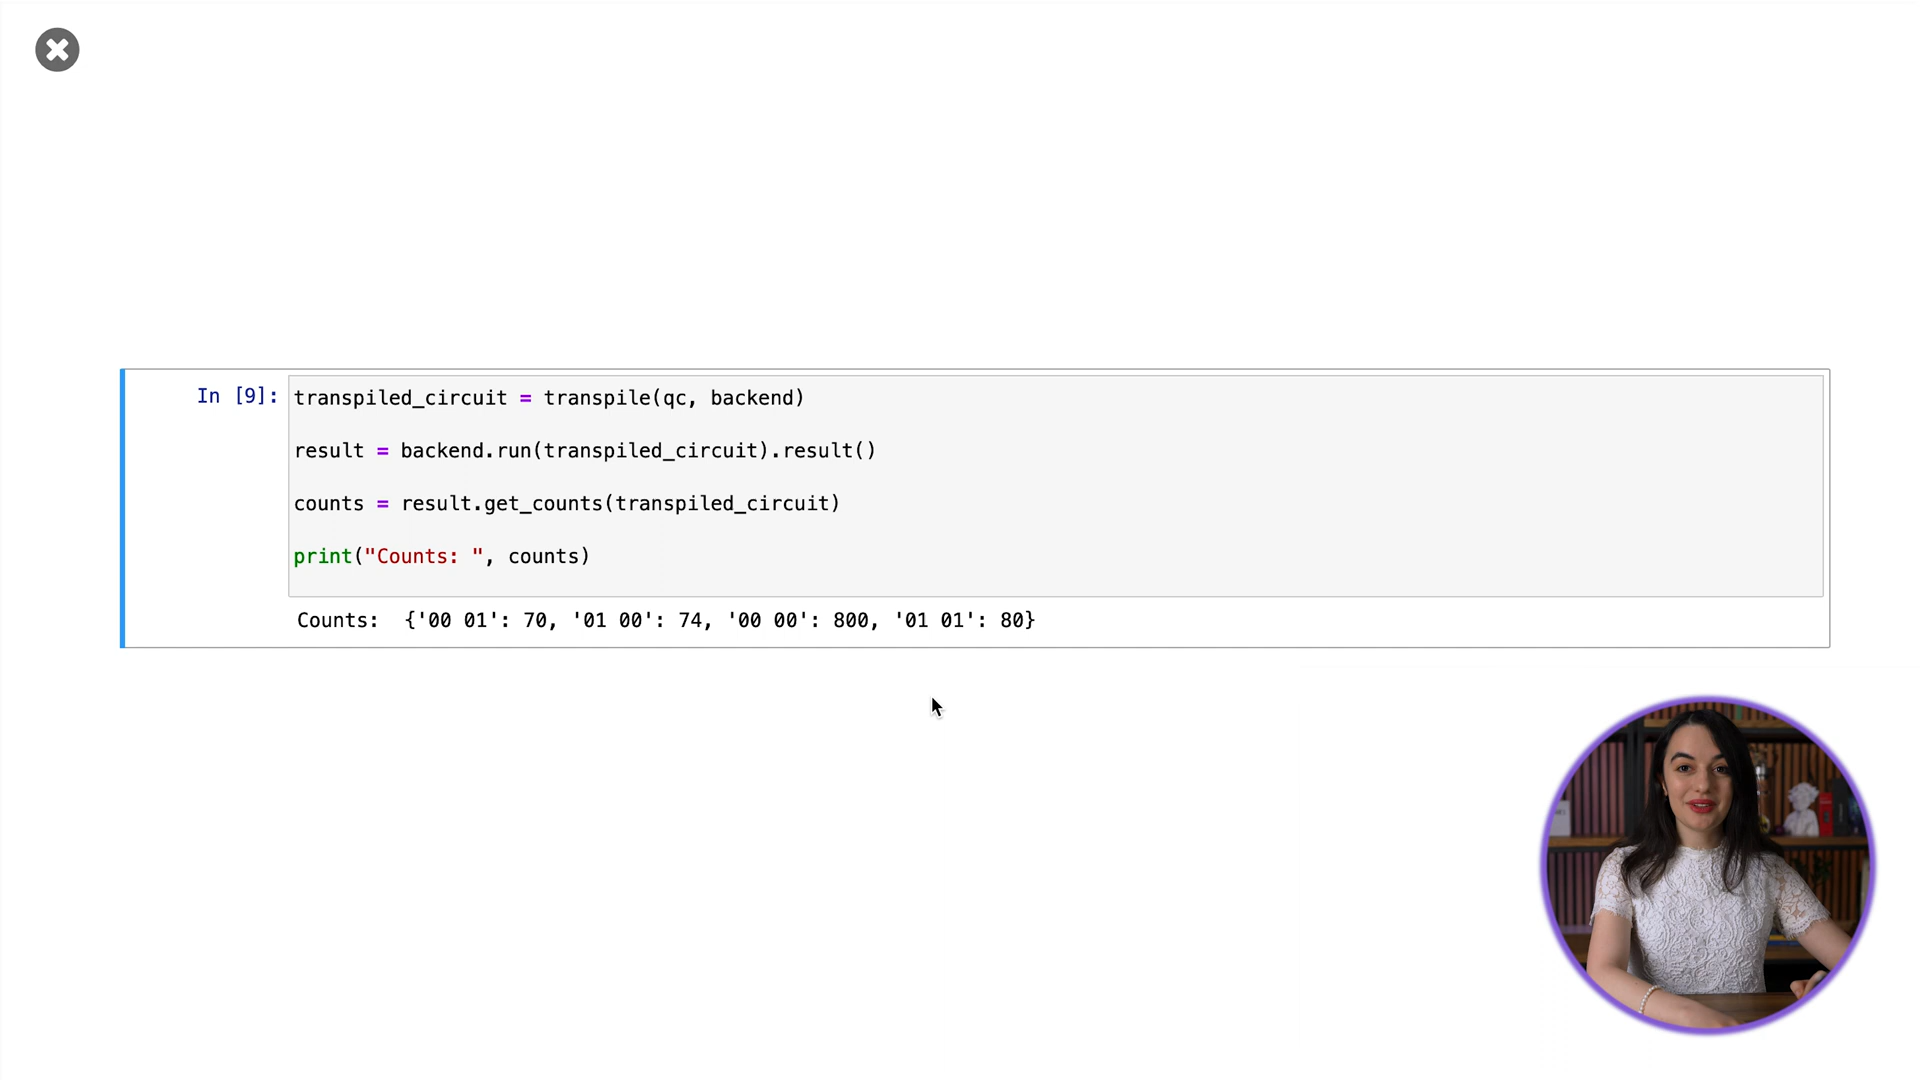 In [9]:
transpiled_circuit = transpile(qc, backend)
result = backend.run(transpiled_circuit).result()
counts = result.get_counts(transpiled_circuit)
print("Counts: ", counts)
Counts:  {'00 01': 70, '01 00': 74, '00 00': 800, '01 01': 80}